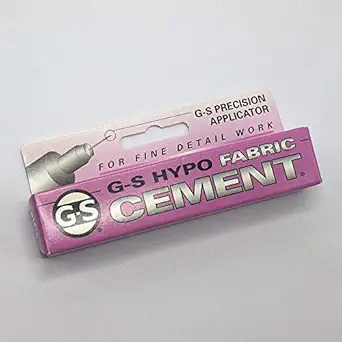 G-S PRECISION
APPLICATOR
FOR FINE DETAIL WORK
G-S HYPO FABRIC
CEMENT®
G-S®